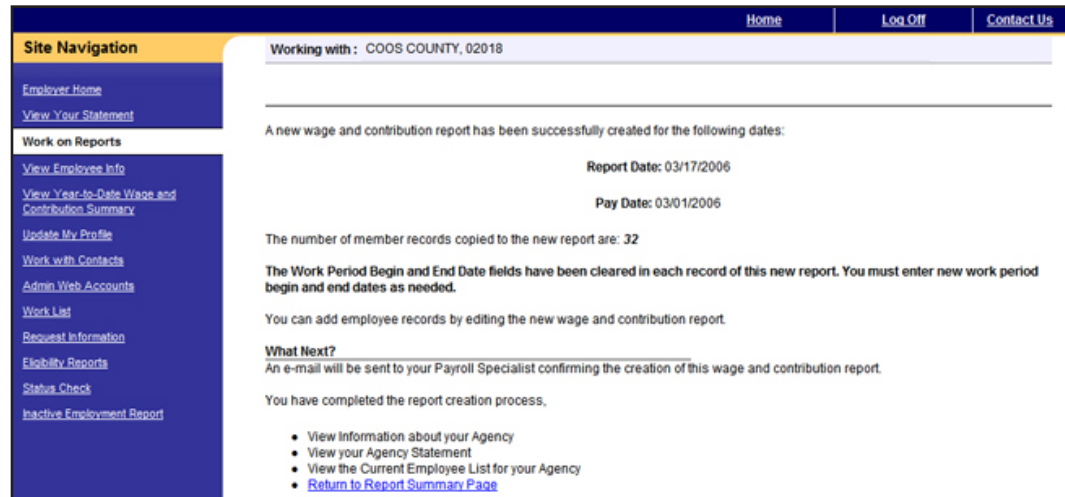 Home Log Off Contact Us
Site Navigation
Working with : COOS COUNTY, 02018
Employer Home
View Your Statement
Work on Reports
View Employee Info
View Year-to-Date Wage and
Contribution Summary
Update My Profile
Work with Contacts
Admin Web Accounts
Work List
Request Information
Eligibility Reports
Status Check
Inactive Employment Report
A new wage and contribution report has been successfully created for the following dates:
Report Date: 03/17/2006
Pay Date: 03/01/2006
The number of member records copied to the new report are: 32
The Work Period Begin and End Date fields have been cleared in each record of this new report. You must enter new work period
begin and end dates as needed.
You can add employee records by editing the new wage and contribution report.
What Next?
An e-mail will be sent to your Payroll Specialist confirming the creation of this wage and contribution report.
You have completed the report creation process,
• View Information about your Agency
• View your Agency Statement
• View the Current Employee List for your Agency
• Return to Report Summary Page